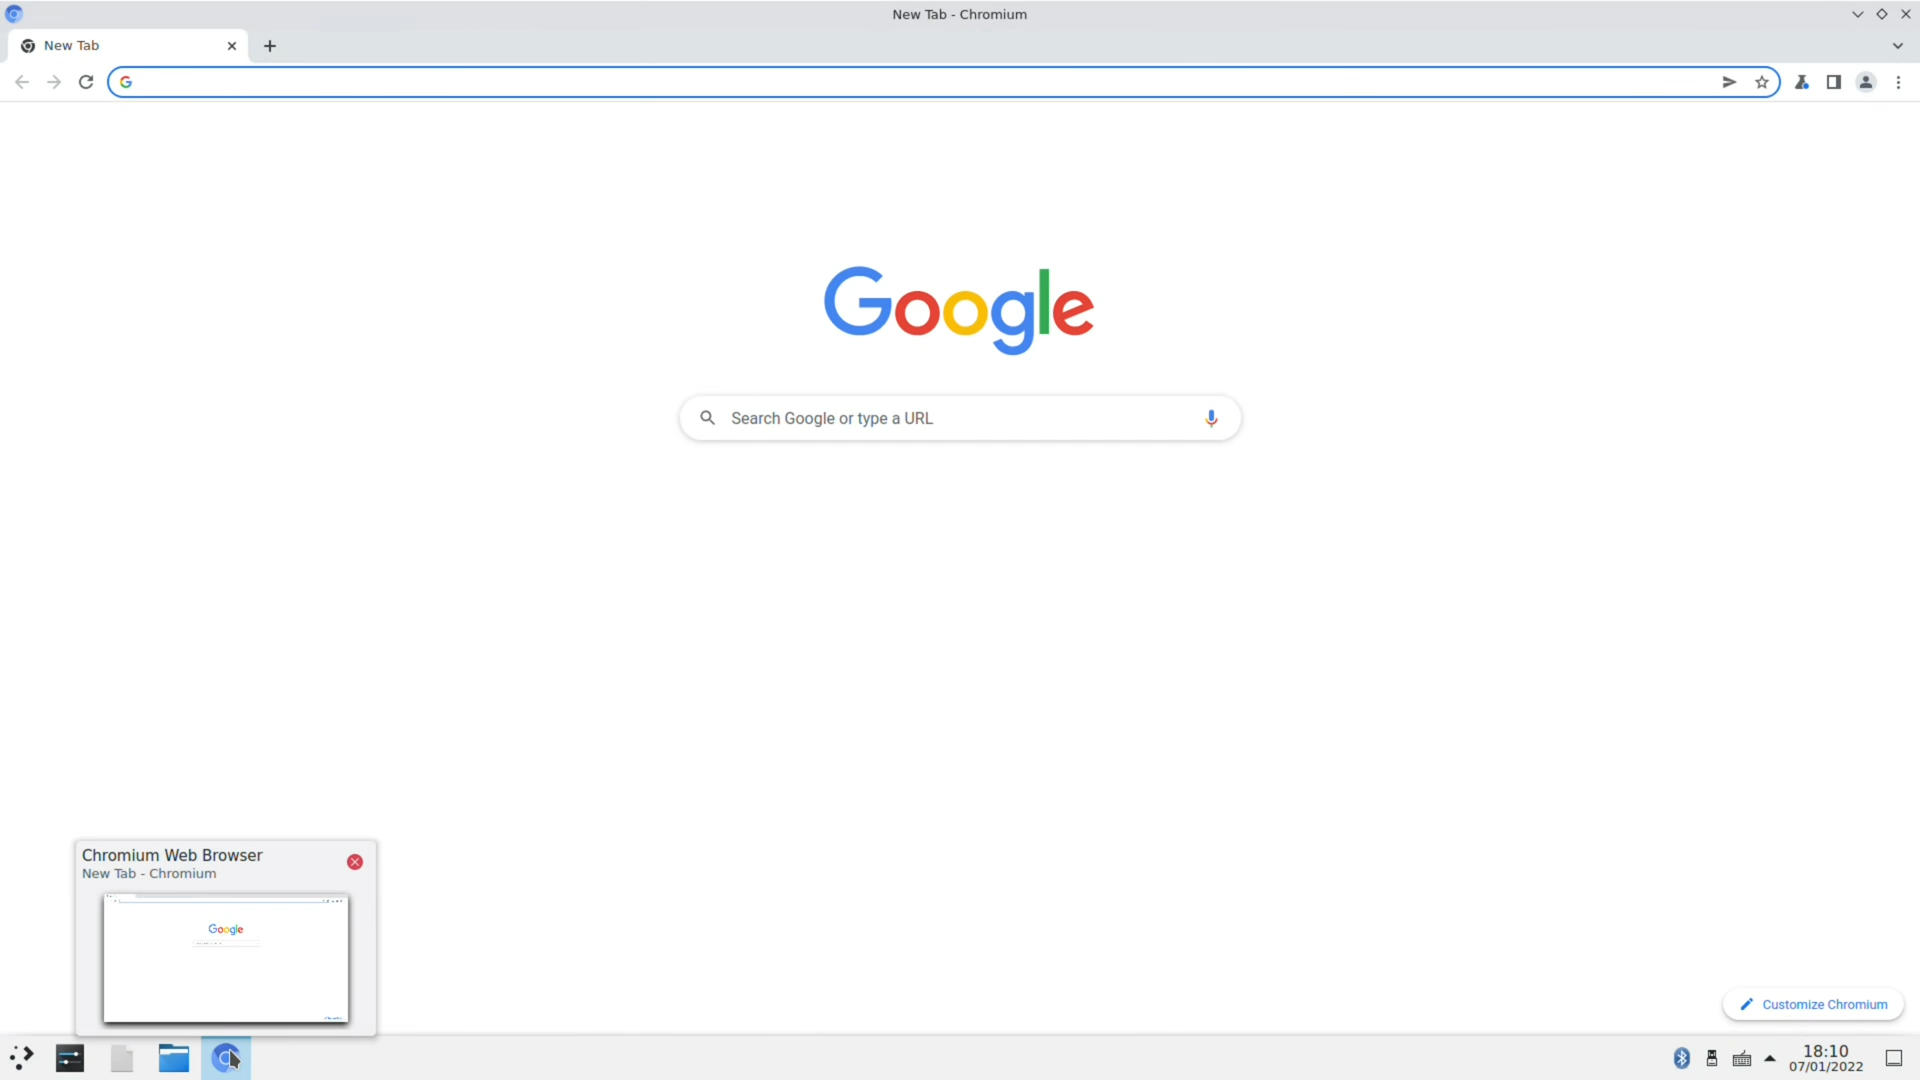 New Tab - Chromium
New Tab
Google
Search Google or type a URL
Chromium Web Browser
New Tab - Chromium
Google
Customize Chromium
18:10
07/01/2022